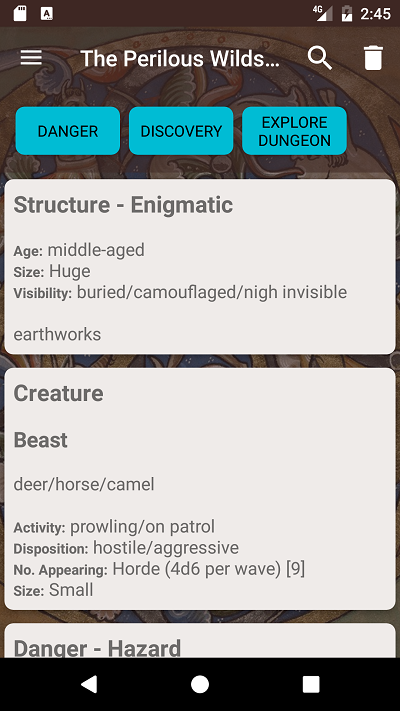 4G
A
2:45
The Perilous Wilds...
DANGER
DISCOVERY
EXPLORE
DUNGEON
Structure - Enigmatic
Age: middle-aged
Size: Huge
Visibility: buried/camouflaged/nigh invisible
earthworks
Creature
Beast
deer/horse/camel
Activity: prowling/on patrol
Disposition: hostile/aggressive
No. Appearing: Horde (4d6 per wave) [9]
Size: Small
Danger - Hazard